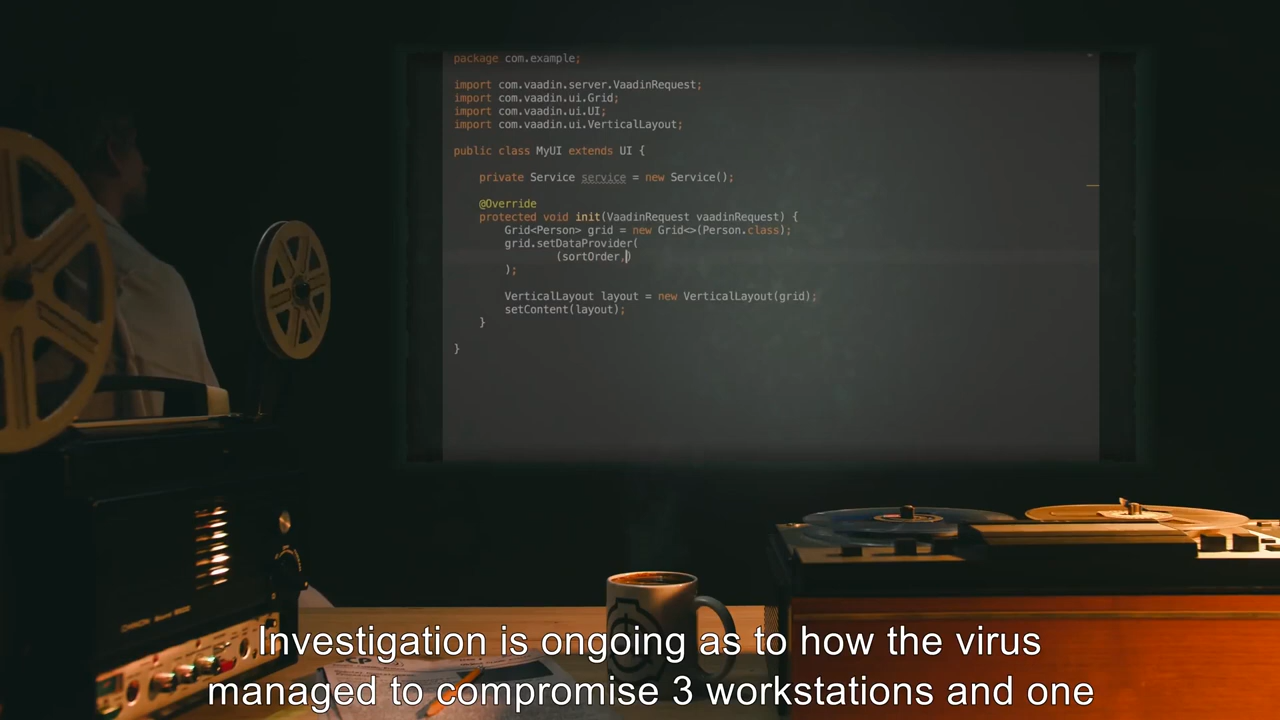 package com.example;
import com.vaadin.server.VaadinRequest;
import com.vaadin.ui.Grid;
import com.vaadin.ui.UI;
import com.vaadin.ui.VerticalLayout;
public class MyUI extends UI {
private Service service = new Service();
@Override
protected void init(VaadinRequest vaadinRequest) {
Grid<Person> grid = new Grid<>(Person.class);
grid.setDataProvider(
(sortOrder,)
);
VerticalLayout layout = new VerticalLayout(grid);
setContent(layout);
}
}
Investigation is ongoing as to how the virus
managed to compromise 3 workstations and one